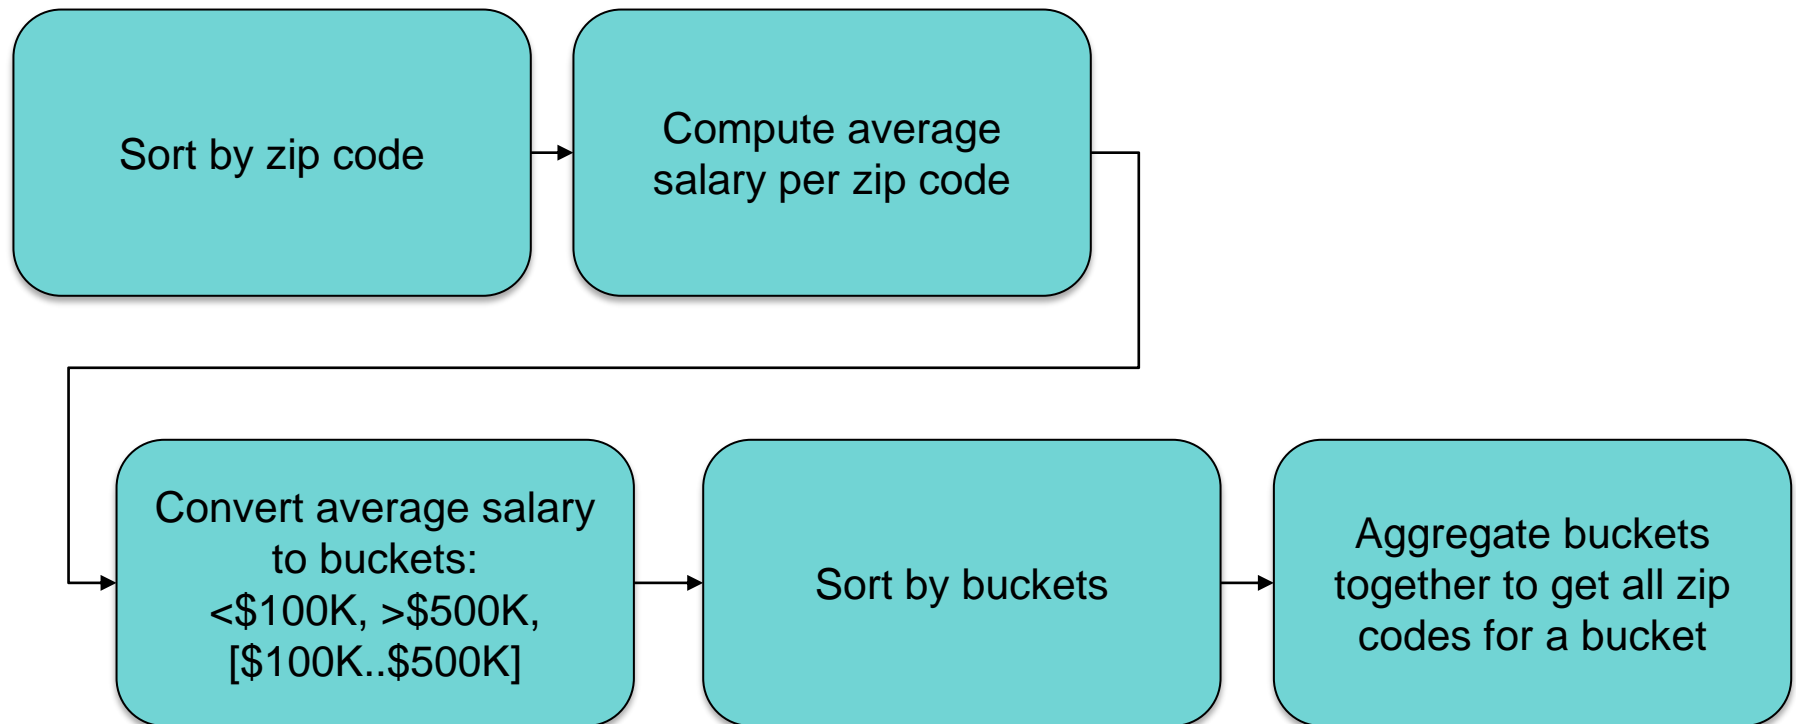 Sort by zip code
Compute average
salary per zip code
Convert average salary
to buckets:
<$100K, >$500K,
[$100K..$500K]
Sort by buckets
Aggregate buckets
together to get all zip
codes for a bucket